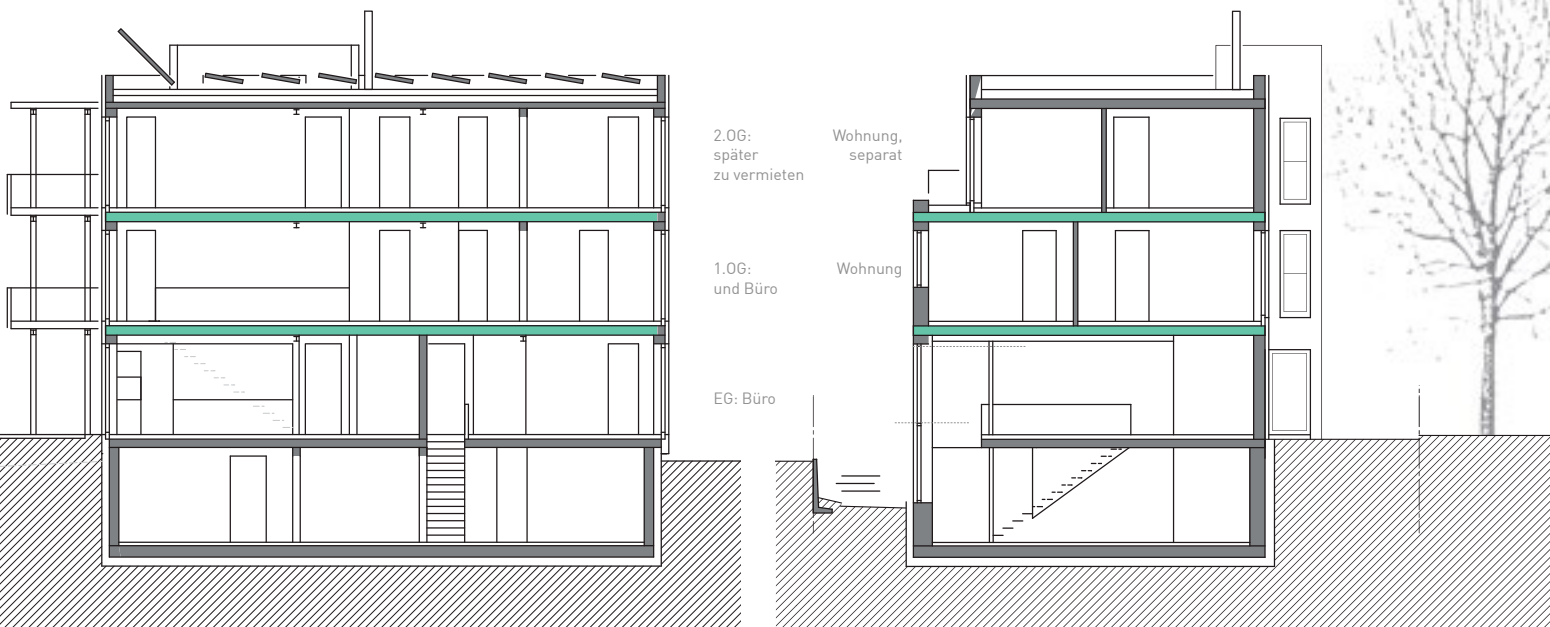 2.OG: Wohnung,
später separat
zu vermieten
1.OG: Wohnung
und Büro
EG: Büro